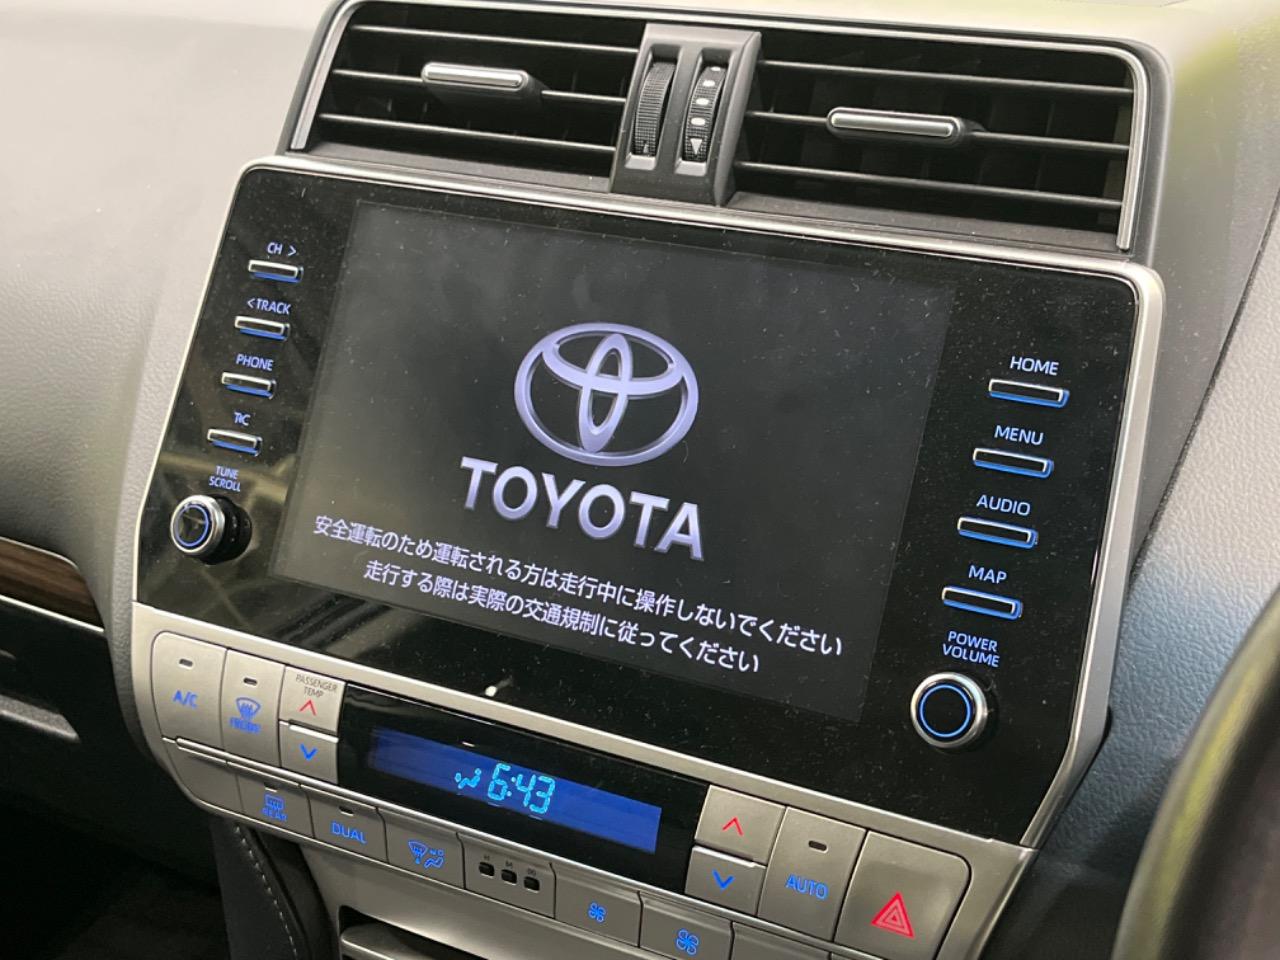 CH >
< TRACK
PHONE
TUNE
SCROLL
TOYOTA
安全運転のため運転される方は走行中に操作しないでください
走行する際は実際の交通規制に従ってください
HOME
MENU
AUDIO
MAP
POWER
VOLUME
A/C
FRONT
PASSENGER
TEMP
6:43
REAR
DUAL
H
M
00
AUTO